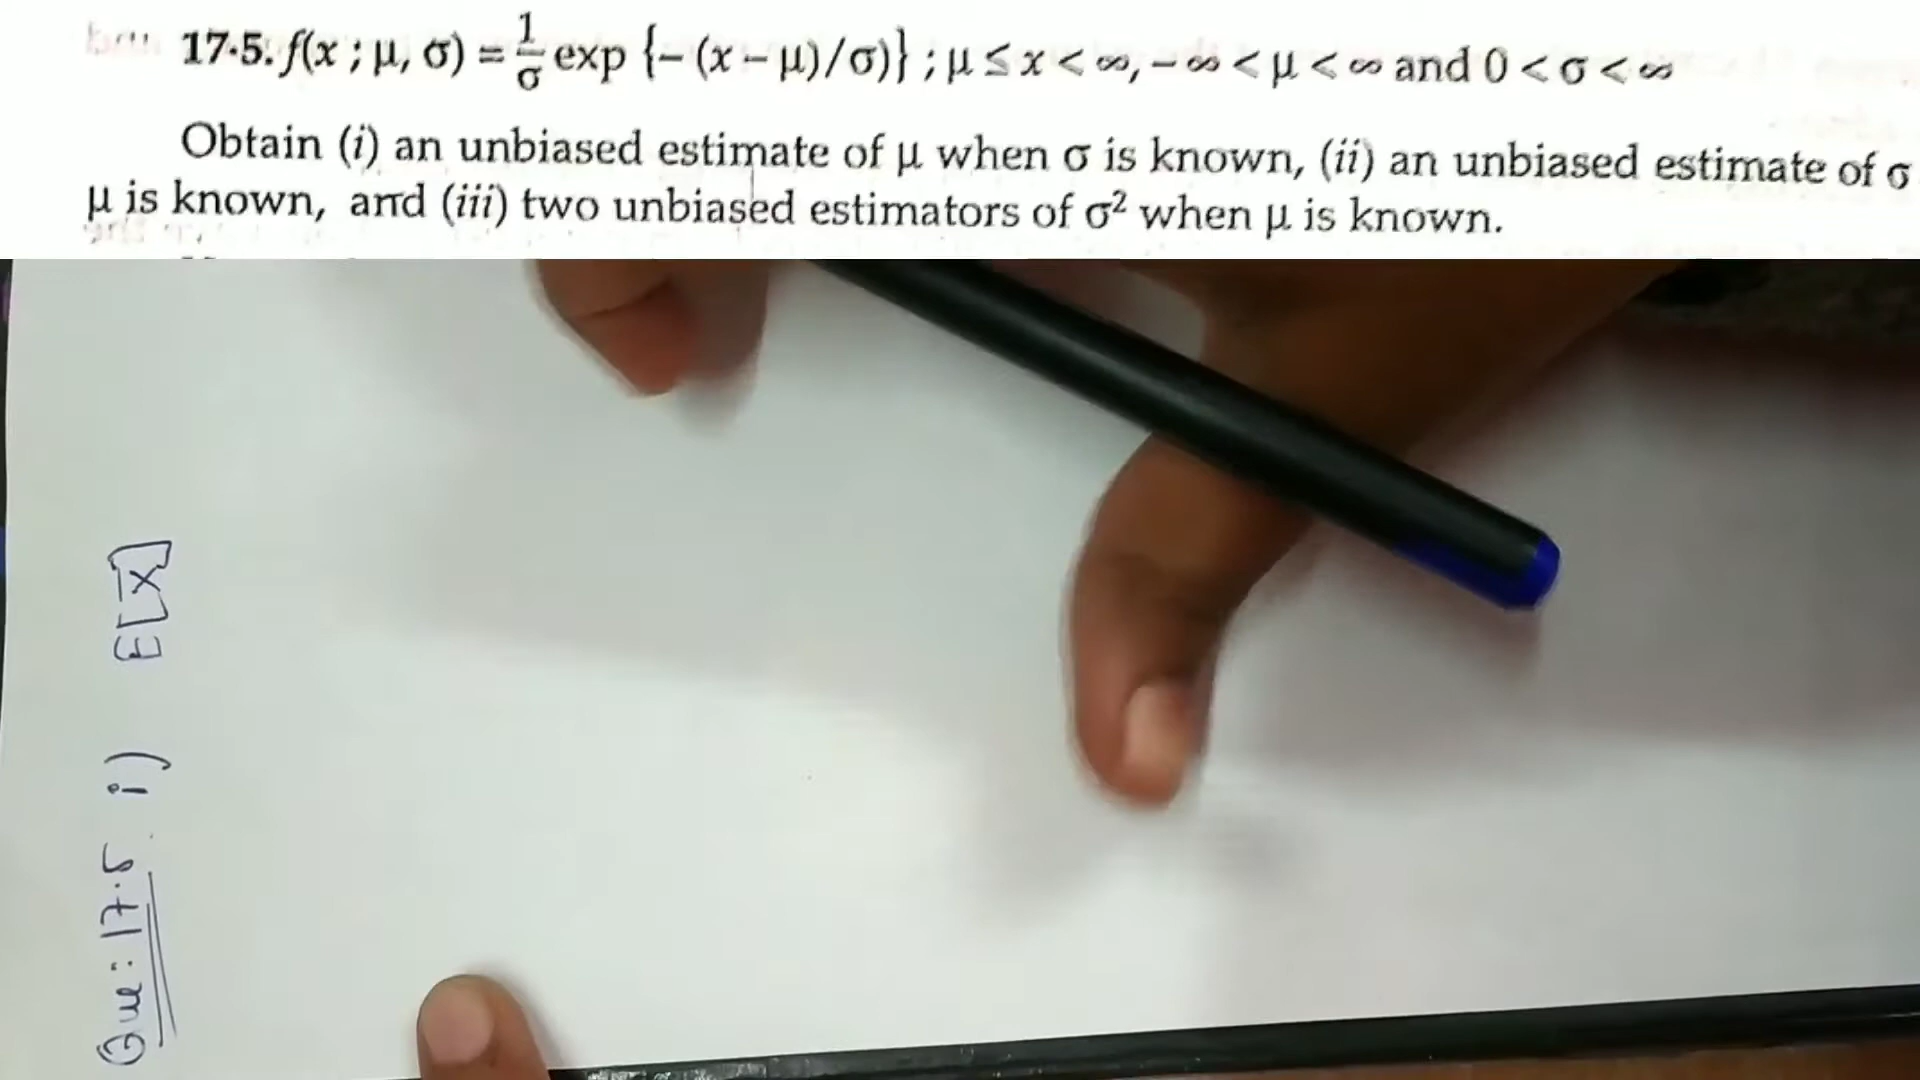 17·5. f(x ; μ, σ) = 1/σ exp {– (x – μ)/σ)} ; μ ≤ x < ∞, – ∞ < μ < ∞ and 0 < σ < ∞
Obtain (i) an unbiased estimate of μ when σ is known, (ii) an unbiased estimate of σ
μ is known, and (iii) two unbiased estimators of σ² when μ is known.
Que: 17.5 i) E[X̄]